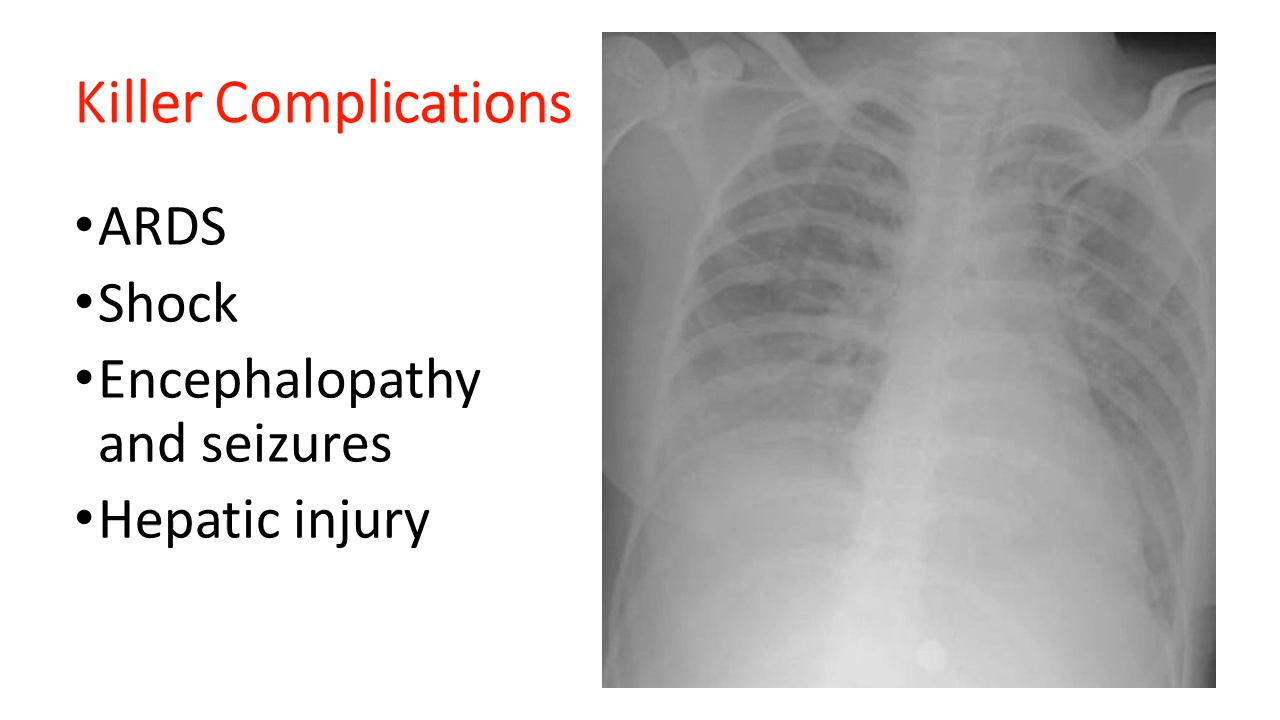 Killer Complications
•ARDS
•Shock
•Encephalopathy
and seizures
•Hepatic injury